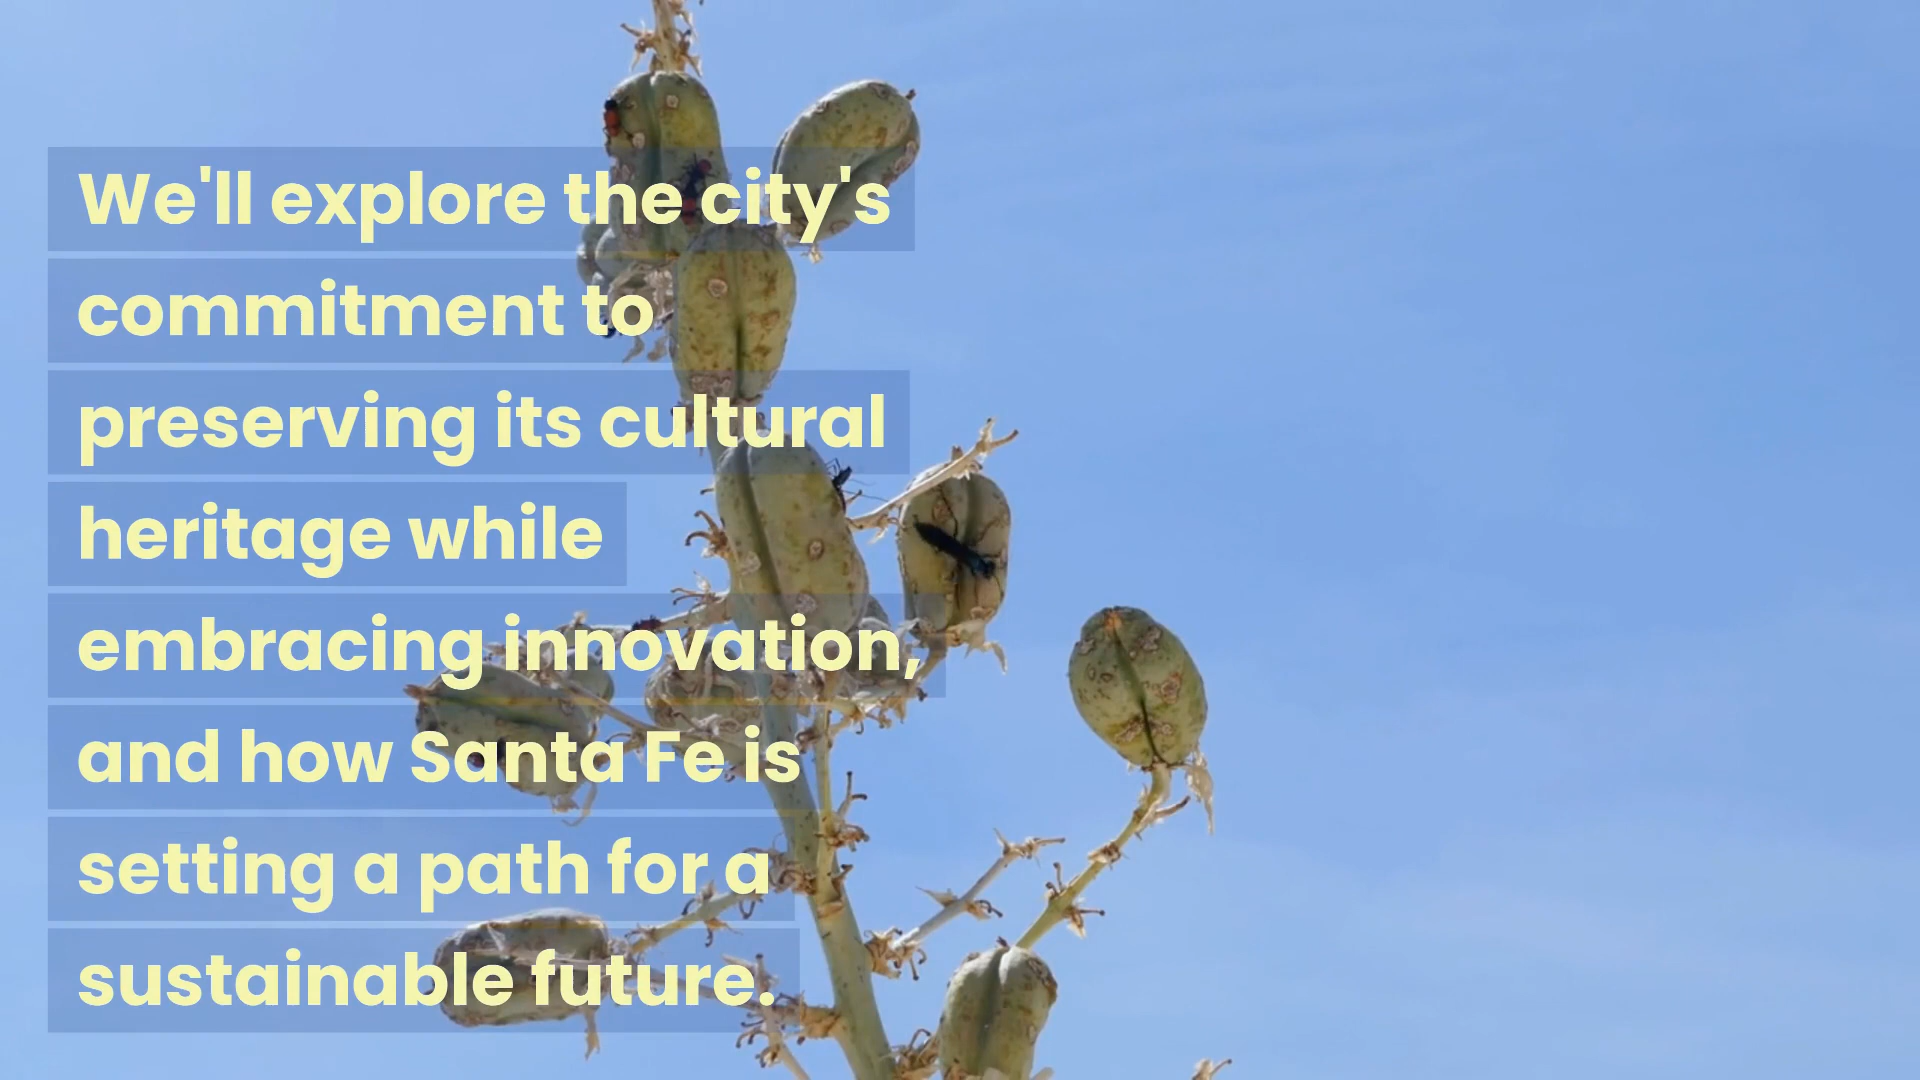 We'll explore the city's
commitment to
preserving its cultural
heritage while
embracing innovation,
and how Santa Fe is
setting a path for a
sustainable future.